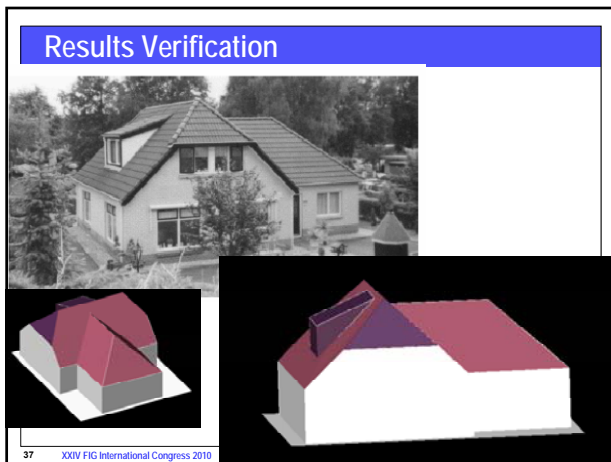 Results Verification
37 XXIV FIG International Congress 2010